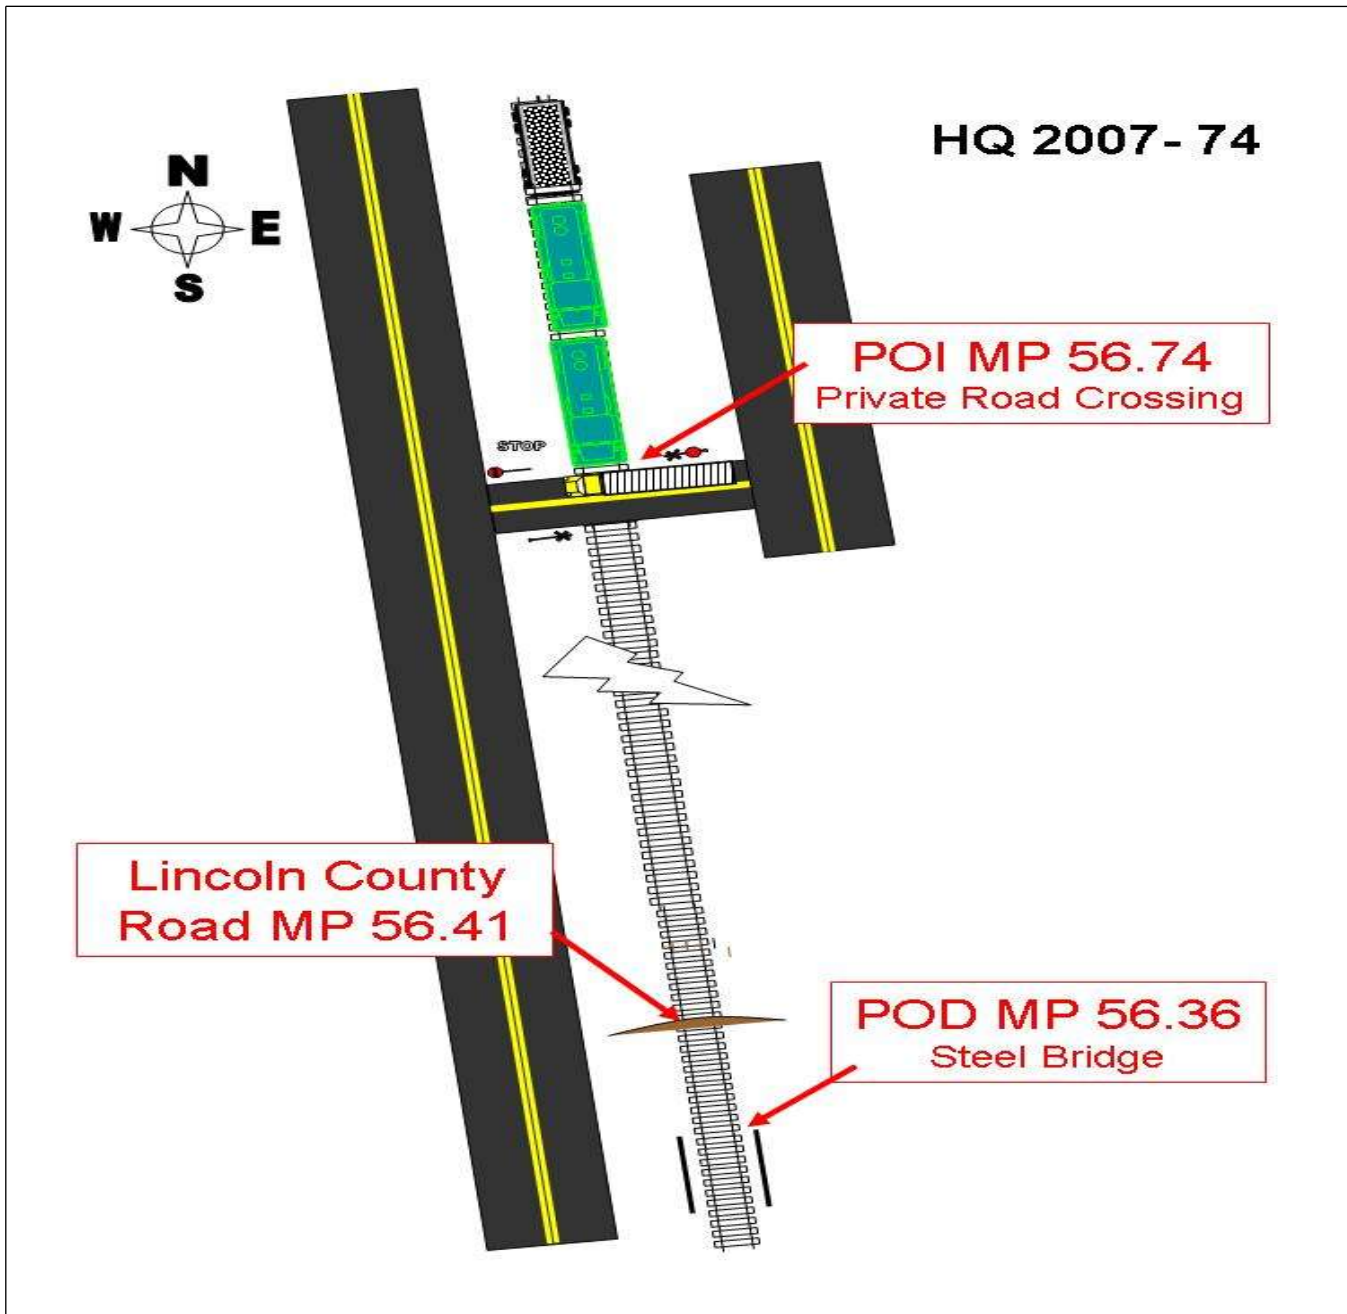 HQ 2007- 74
N
W E
S
POI MP 56.74
Private Road Crossing
STOP
Lincoln County
Road MP 56.41
POD MP 56.36
Steel Bridge